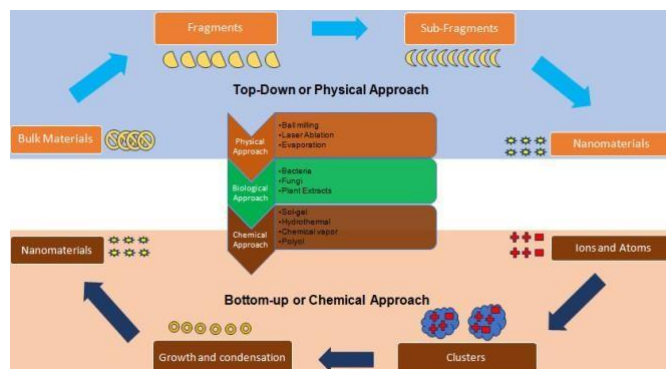 Fragments
Sub-Fragments
Top-Down or Physical Approach
Bulk Materials
Nanomaterials
Physical
Approach
•Ball milling
•Laser Ablation
•Evaporation
Biological
Approach
•Bacteria
•Fungi
•Plant Extracts
Chemical
Approach
•Sol-gel
•Hydrothermal
•Chemical vapor
•Polyol
Nanomaterials
Ions and Atoms
Bottom-up or Chemical Approach
Growth and condensation
Clusters